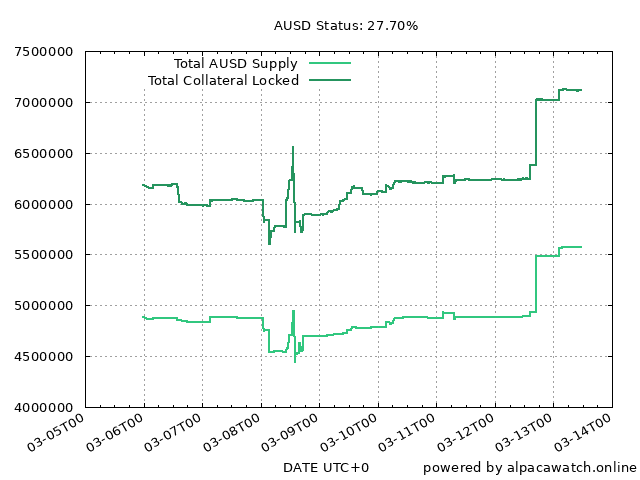 AUSD Status: 27.70%
7500000
7000000
6500000
6000000
5500000
5000000
4500000
4000000
Total AUSD Supply
Total Collateral Locked
03-05T00
03-06T00
03-07T00
03-08T00
03-09T00
03-10T00
03-11T00
03-12T00
03-13T00
03-14T00
DATE UTC+0
powered by alpacawatch.online